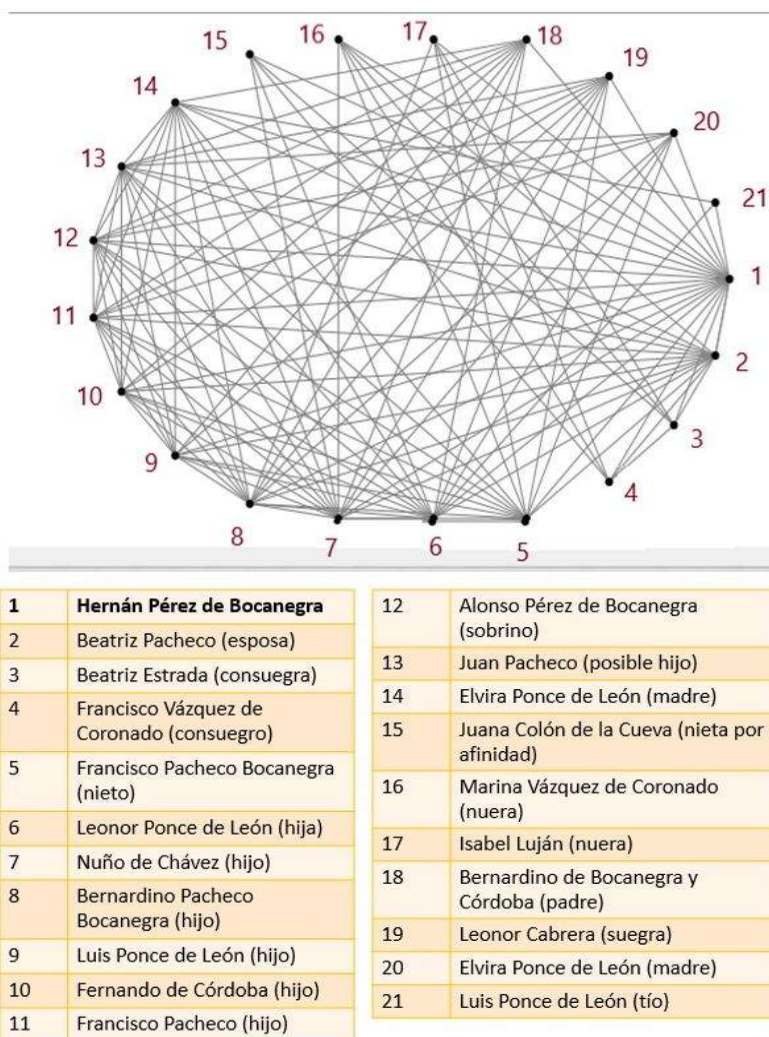 16
17
18
15
19
14
20
13
21
12
1
11
2
10
3
9
4
8
7
6
5
1 Hernán Pérez de Bocanegra
2 Beatriz Pacheco (esposa)
3 Beatriz Estrada (consuegra)
4 Francisco Vázquez de
Coronado (consuegro)
5 Francisco Pacheco Bocanegra
(nieto)
6 Leonor Ponce de León (hija)
7 Nuño de Chávez (hijo)
8 Bernardino Pacheco
Bocanegra (hijo)
9 Luis Ponce de León (hijo)
10 Fernando de Córdoba (hijo)
11 Francisco Pacheco (hijo)
12 Alonso Pérez de Bocanegra
(sobrino)
13 Juan Pacheco (posible hijo)
14 Elvira Ponce de León (madre)
15 Juana Colón de la Cueva (nieta por
afinidad)
16 Marina Vázquez de Coronado
(nuera)
17 Isabel Luján (nuera)
18 Bernardino de Bocanegra y
Córdoba (padre)
19 Leonor Cabrera (suegra)
20 Elvira Ponce de León (madre)
21 Luis Ponce de León (tío)